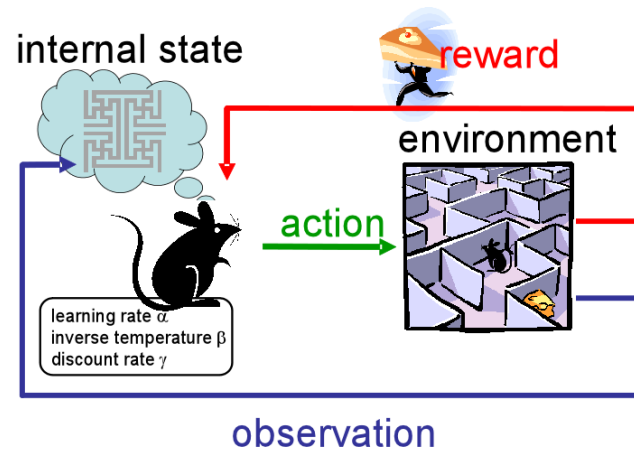 internal state
reward
environment
action
learning rate α
inverse temperature β
discount rate γ
observation